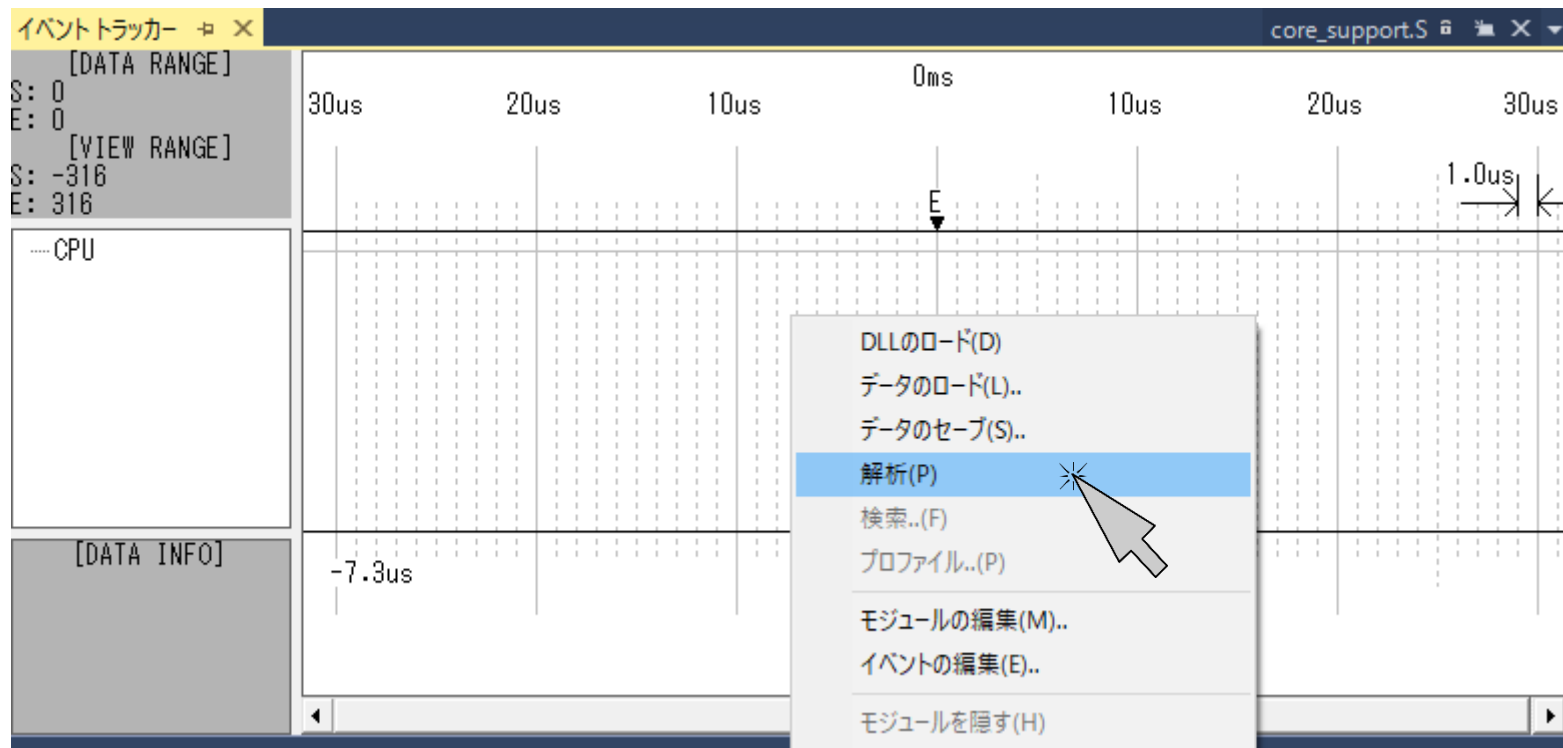 イベントトラッカー
core_support.S
[DATA RANGE]
S: 0
E: 0
[VIEW RANGE]
S: -316
E: 316
0ms
30us 20us 10us 10us 20us 30us
1.0us
E
CPU
DLLのロード(D)
データのロード(L)..
データのセーブ(S)..
解析(P)
検索..(F)
プロファイル..(P)
モジュールの編集(M)..
イベントの編集(E)..
モジュールを隠す(H)
[DATA INFO]
-7.3us